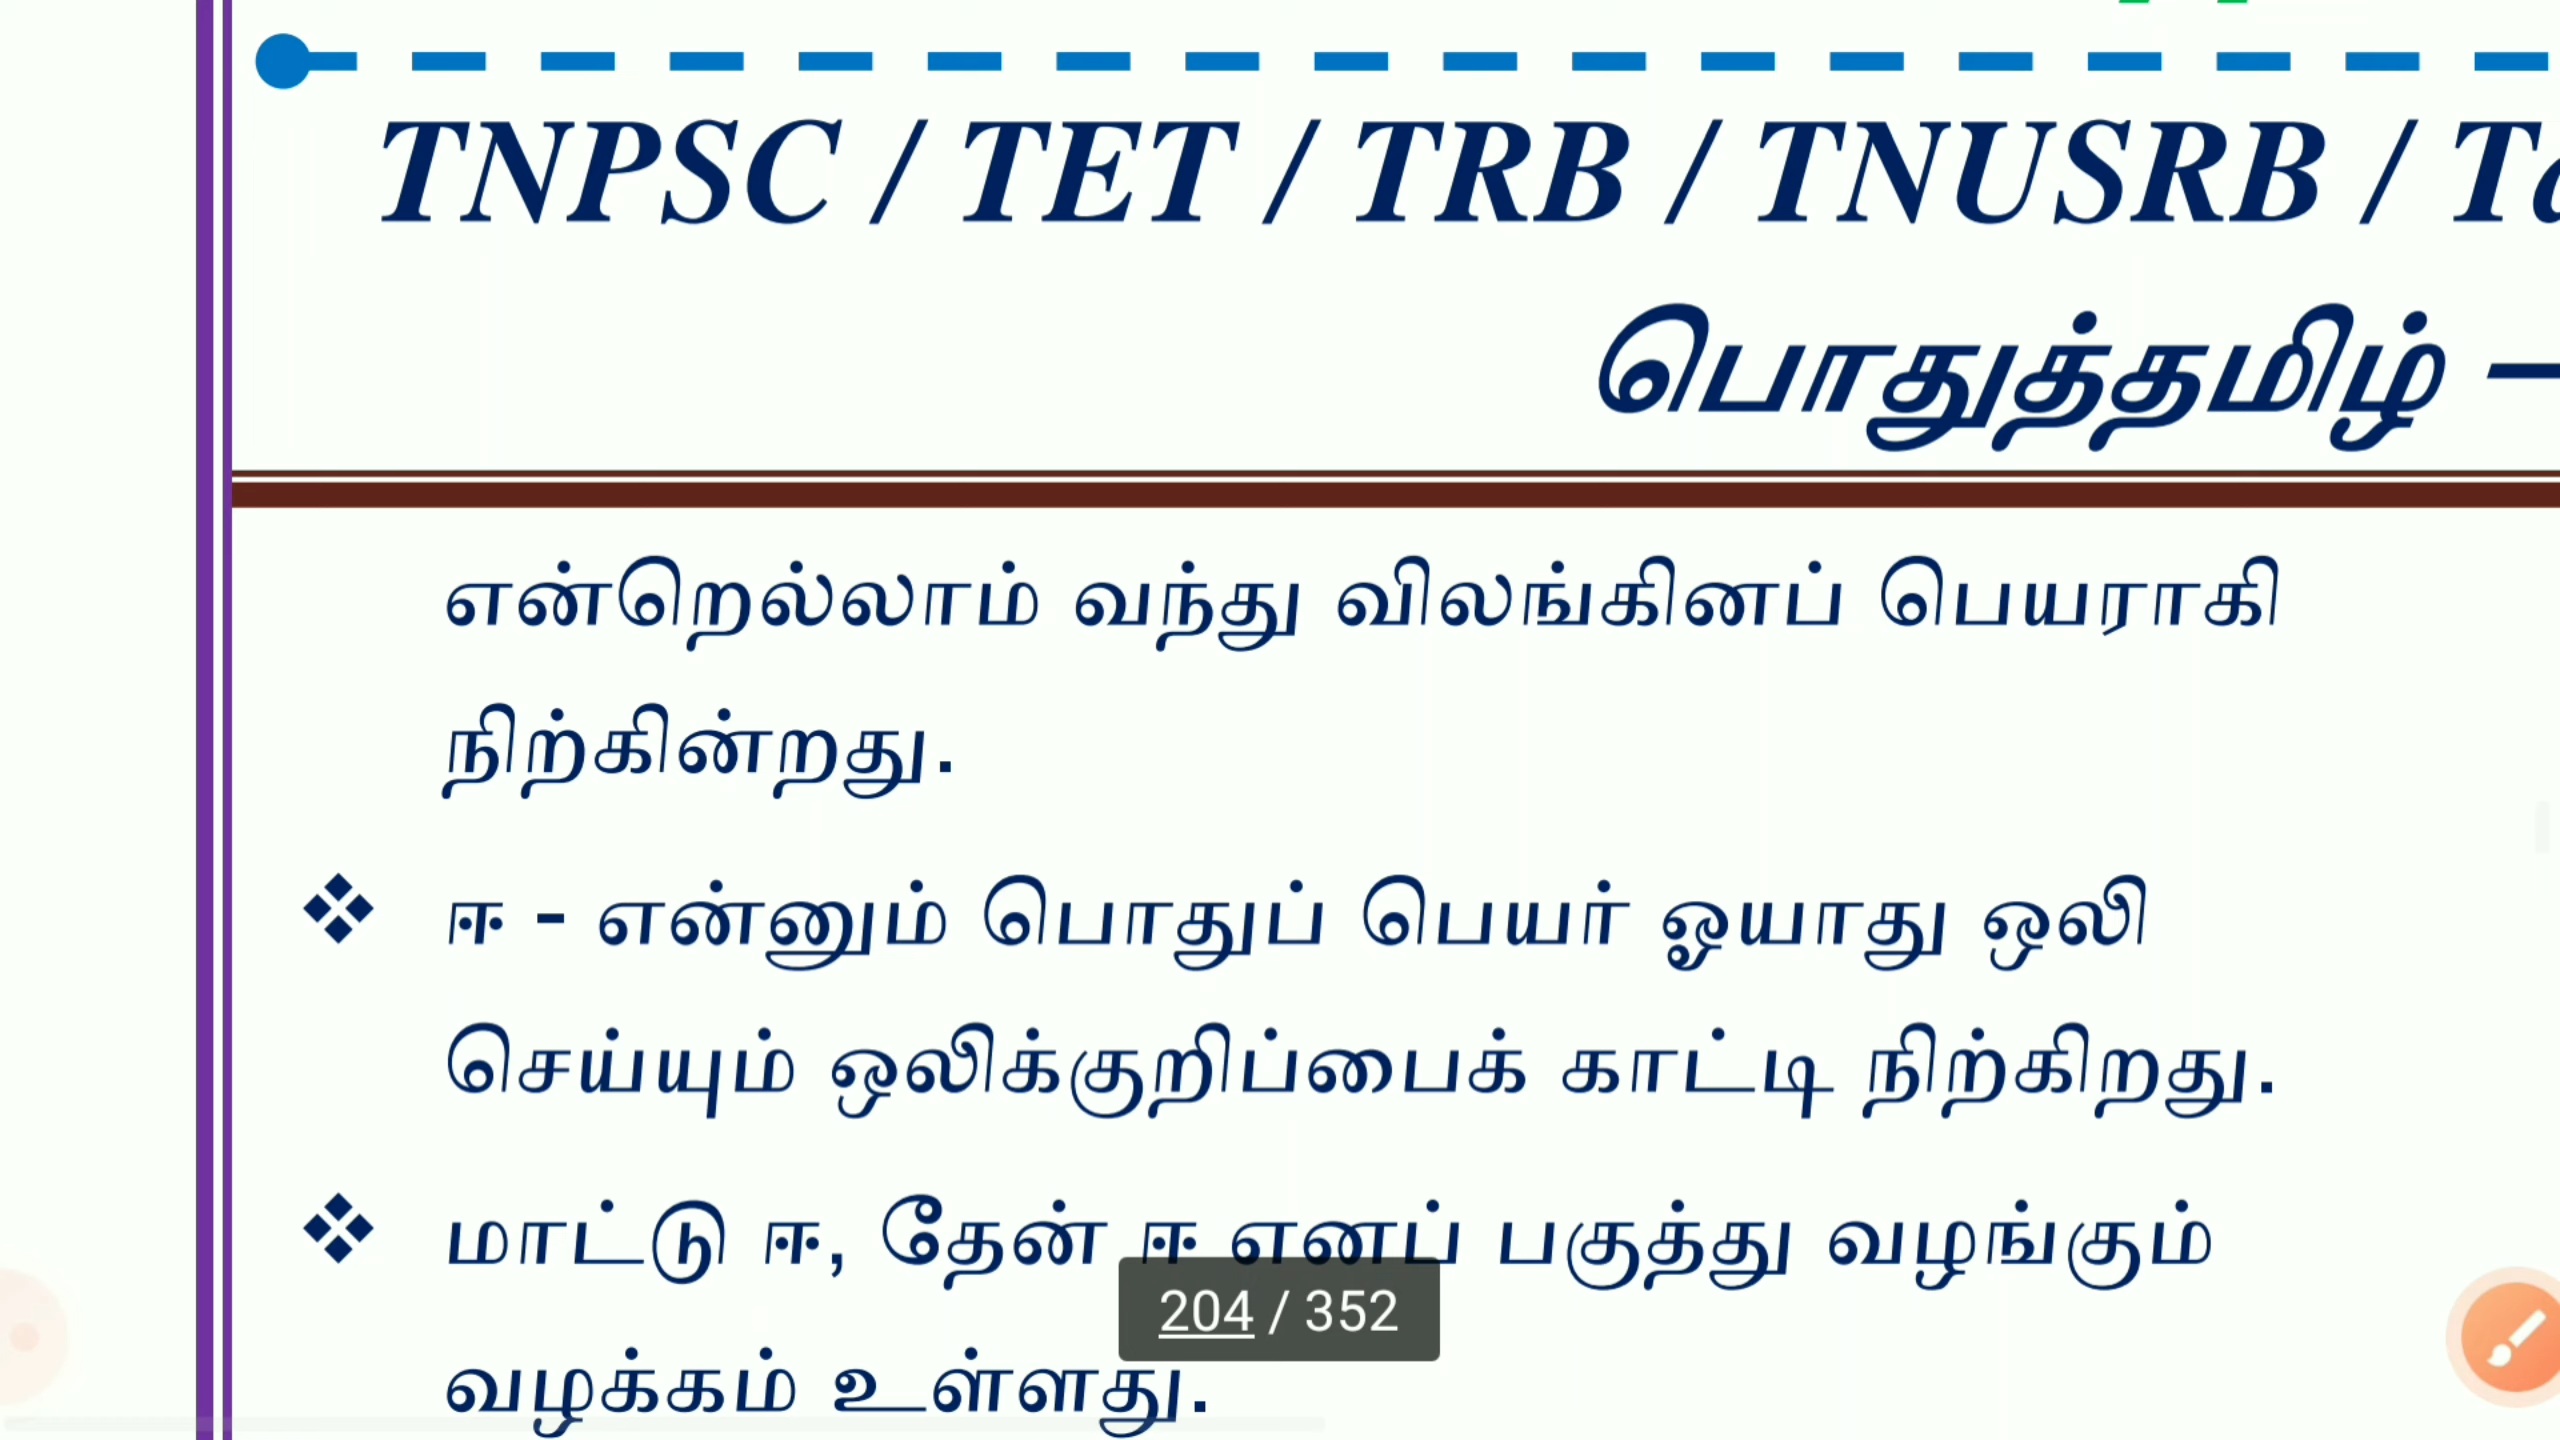 TNPSC / TET / TRB / TNUSRB /
பொதுத்தமிழ் –
என்றெல்லாம் வந்து விலங்கினப் பெயராகி
நிற்கின்றது.
❖ ஈ - என்னும் பொதுப் பெயர் ஓயாது ஒலி
செய்யும் ஒலிக்குறிப்பைக் காட்டி நிற்கிறது.
❖ மாட்டு ஈ, தேன் ஈ எனப் பகுத்து வழங்கும்
204 / 352
வழக்கம் உள்ளது.